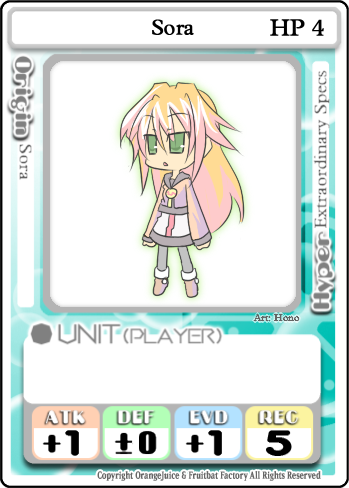 Sora HP 4
Origin Sora
Hyper Extraordinary Specs
Art: Hono
UNIT (PLAYER)
ATK DEF EVD REC
+1 ±0 +1 5
Copyright Orangejuice & Fruitbat Factory All Rights Reserved